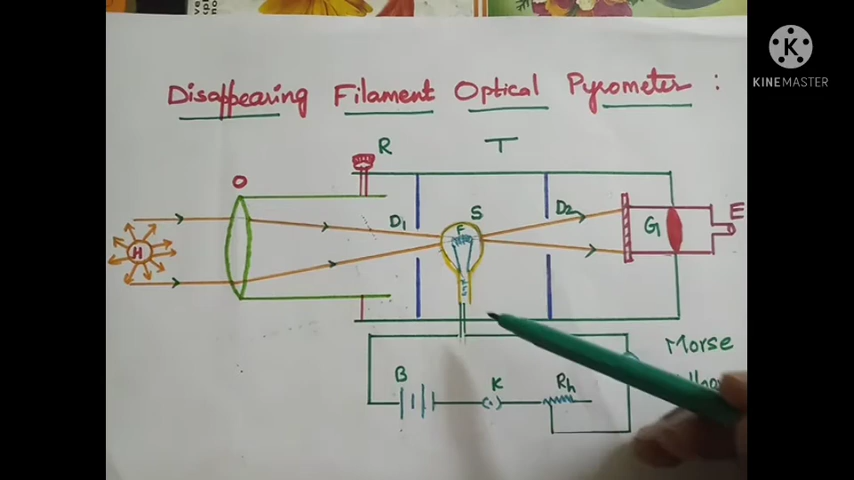 K
KINEMASTER
Disappearing Filament Optical Pyrometer :
R
T
O
D1
S
D2
E
F
G
H
Morse
B
K
Rh